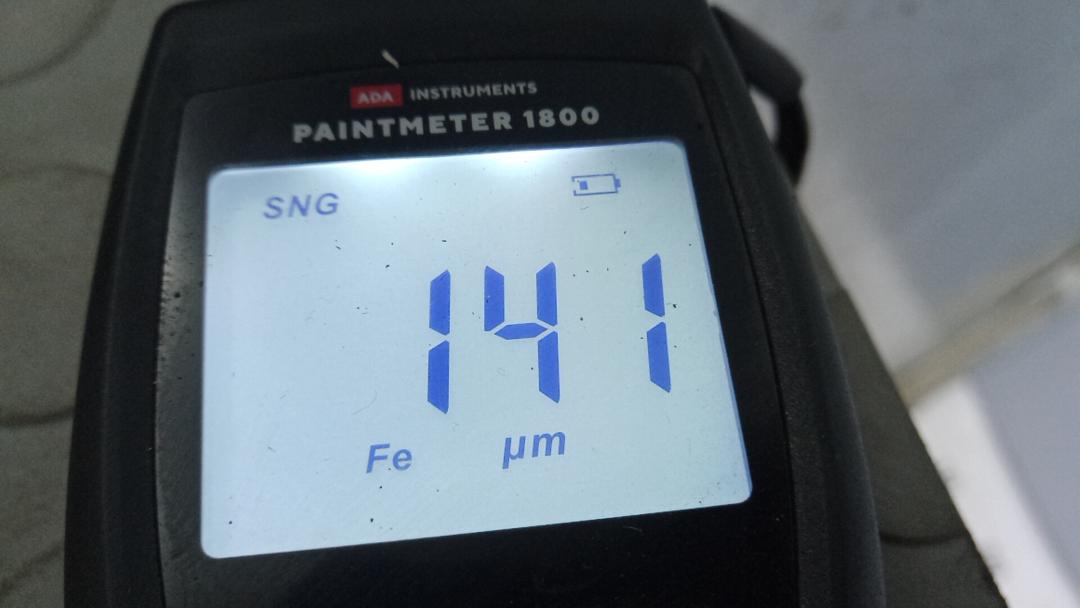 ADA INSTRUMENTS
PAINTMETER 1800
SNG
141
Fe µm